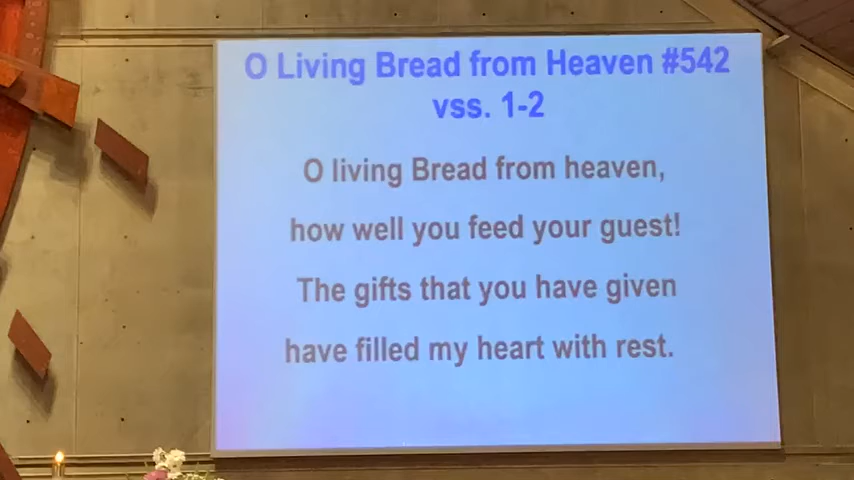 O Living Bread from Heaven #542
vss. 1-2
O living Bread from heaven,
how well you feed your guest!
The gifts that you have given
have filled my heart with rest.